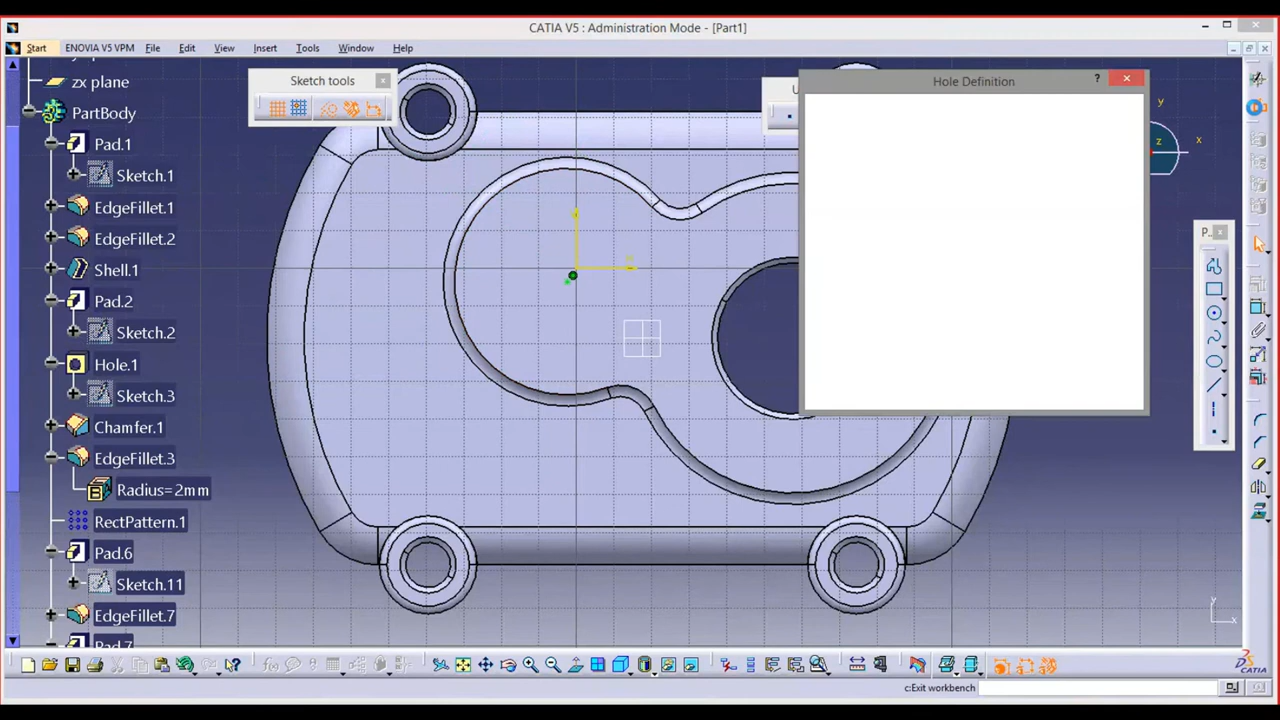 CATIA V5 : Administration Mode - [Part1]
Start ENOVIA V5 VPM File Edit View Insert Tools Window Help
Sketch tools
Hole Definition
?
zx plane
PartBody
Pad.1
Sketch.1
EdgeFillet.1
EdgeFillet.2
Shell.1
Pad.2
Sketch.2
Hole.1
Sketch.3
Chamfer.1
EdgeFillet.3
Radius=2mm
RectPattern.1
Pad.6
Sketch.11
EdgeFillet.7
Pad.7
y
x
z
P..
y
x
CATIA
c:Exit workbench